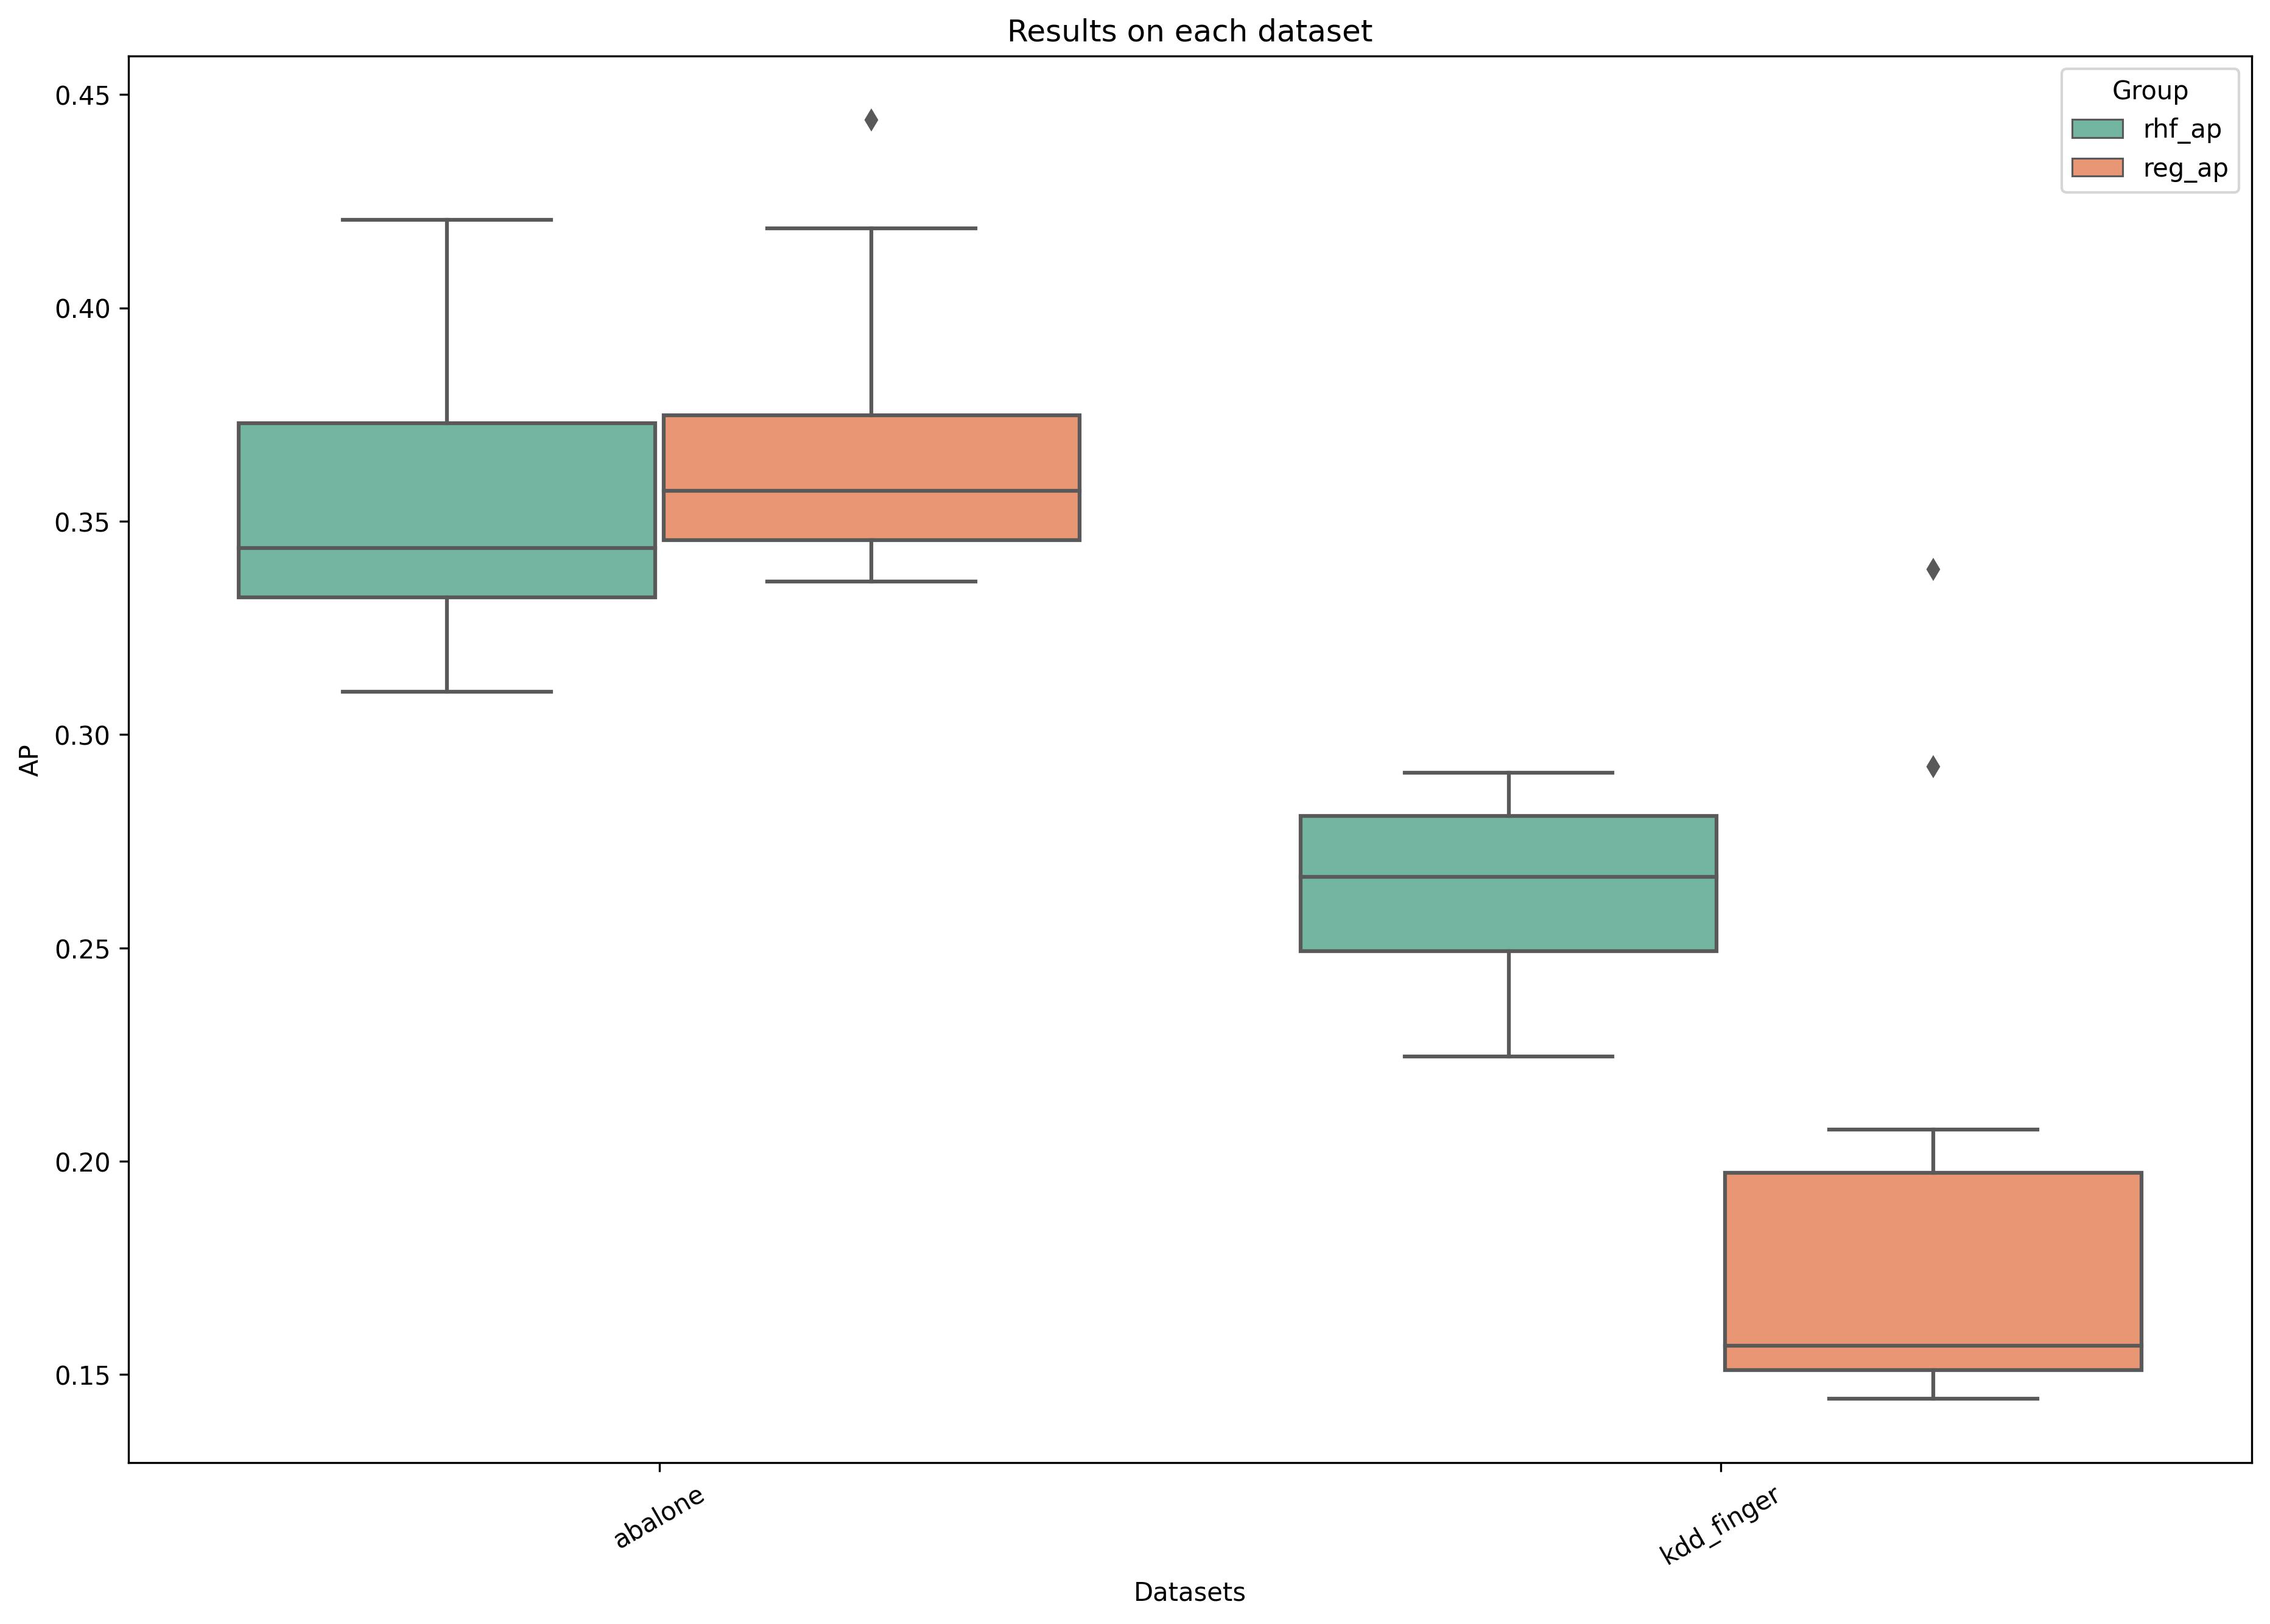 Results on each dataset
Group
rhf_ap
reg_ap
AP
0.45
0.40
0.35
0.30
0.25
0.20
0.15
abalone
kdd_finger
Datasets